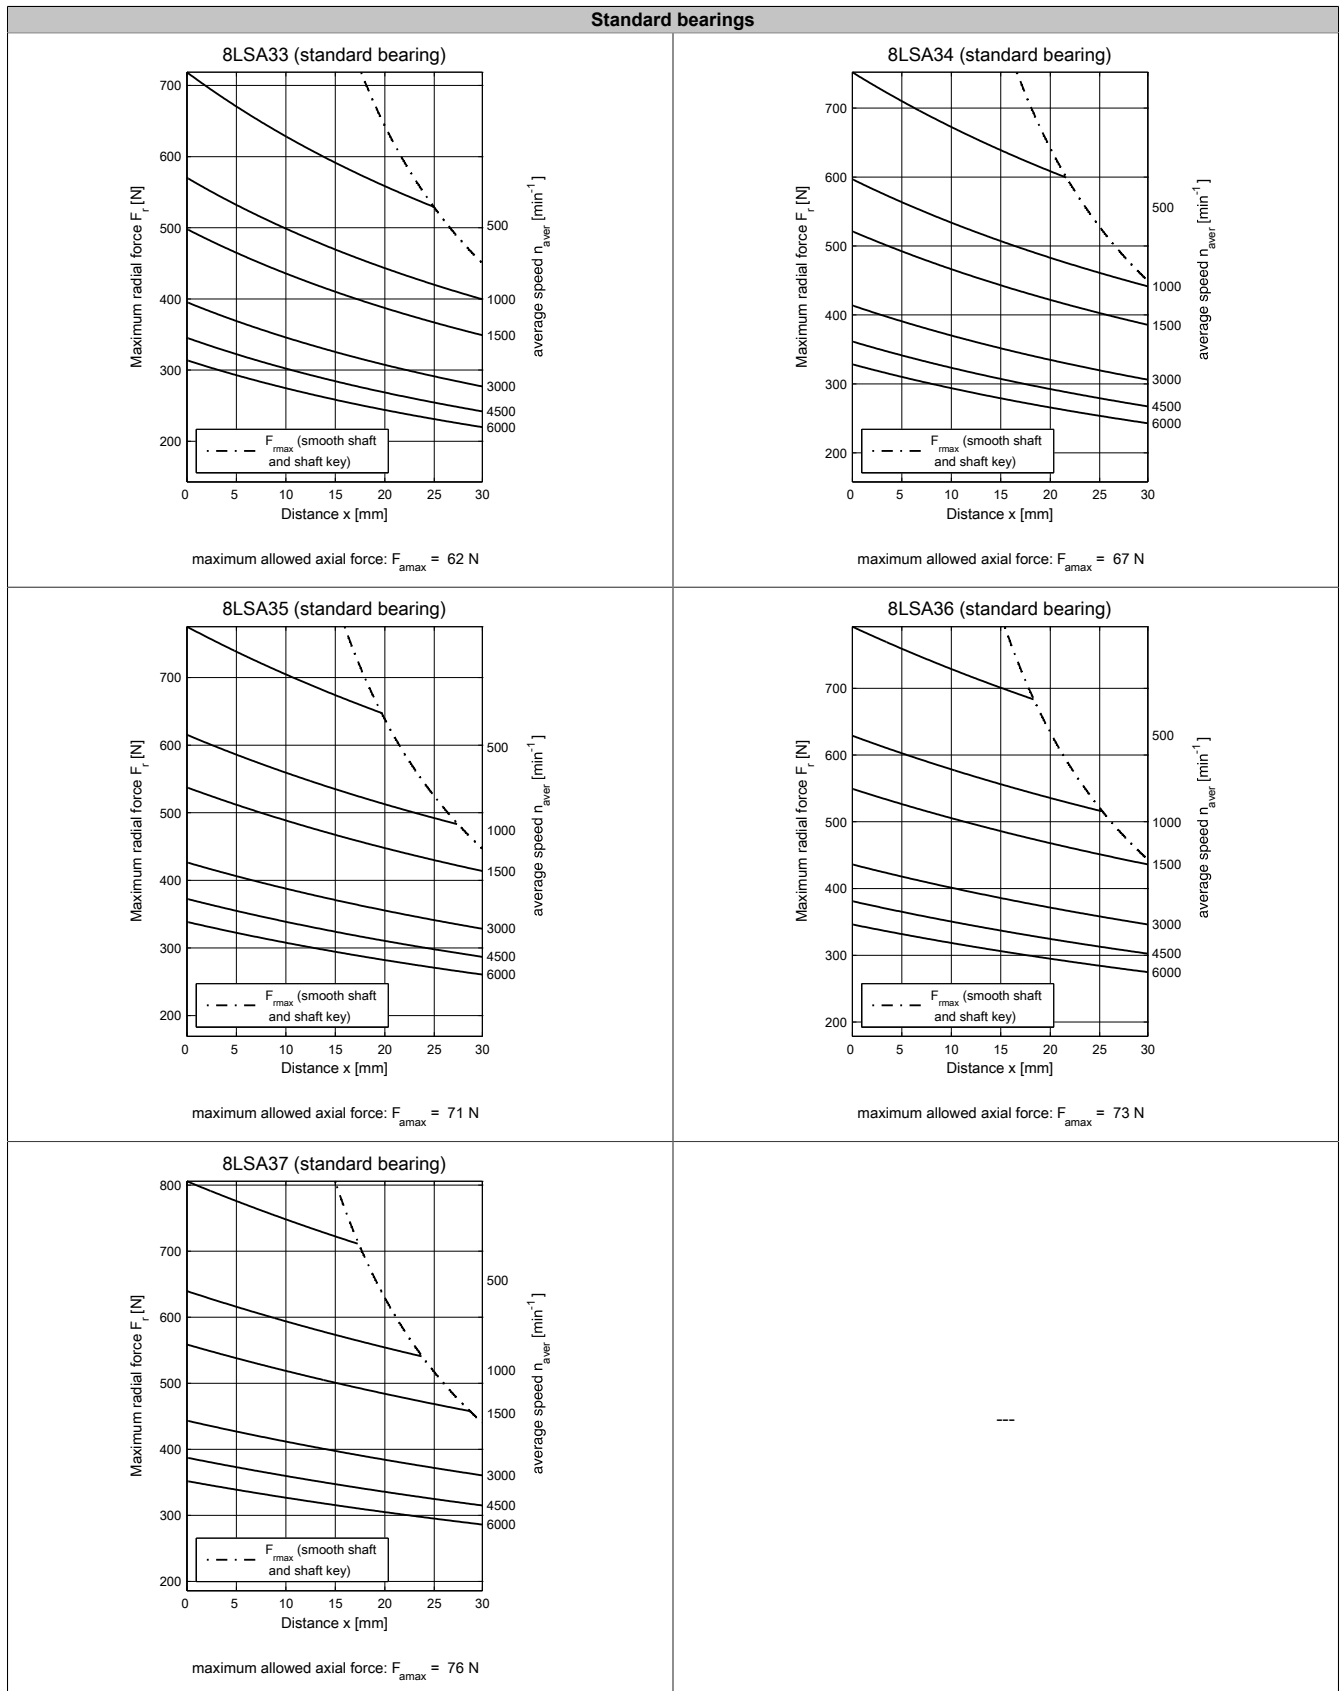 Standard bearings
8LSA33 (standard bearing)
Maximum radial force F_r [N]
700
600
500
400
300
200
0 5 10 15 20 25 30
Distance x [mm]
500
1000
1500
3000
4500
6000
average speed n_aver [min^-1]
F_rmax (smooth shaft
and shaft key)
maximum allowed axial force: F_amax = 62 N
8LSA34 (standard bearing)
Maximum radial force F_r [N]
700
600
500
400
300
200
0 5 10 15 20 25 30
Distance x [mm]
500
1000
1500
3000
4500
6000
average speed n_aver [min^-1]
F_rmax (smooth shaft
and shaft key)
maximum allowed axial force: F_amax = 67 N
8LSA35 (standard bearing)
Maximum radial force F_r [N]
700
600
500
400
300
200
0 5 10 15 20 25 30
Distance x [mm]
500
1000
1500
3000
4500
6000
average speed n_aver [min^-1]
F_rmax (smooth shaft
and shaft key)
maximum allowed axial force: F_amax = 71 N
8LSA36 (standard bearing)
Maximum radial force F_r [N]
700
600
500
400
300
200
0 5 10 15 20 25 30
Distance x [mm]
500
1000
1500
3000
4500
6000
average speed n_aver [min^-1]
F_rmax (smooth shaft
and shaft key)
maximum allowed axial force: F_amax = 73 N
8LSA37 (standard bearing)
Maximum radial force F_r [N]
800
700
600
500
400
300
200
0 5 10 15 20 25 30
Distance x [mm]
500
1000
1500
3000
4500
6000
average speed n_aver [min^-1]
F_rmax (smooth shaft
and shaft key)
maximum allowed axial force: F_amax = 76 N
---